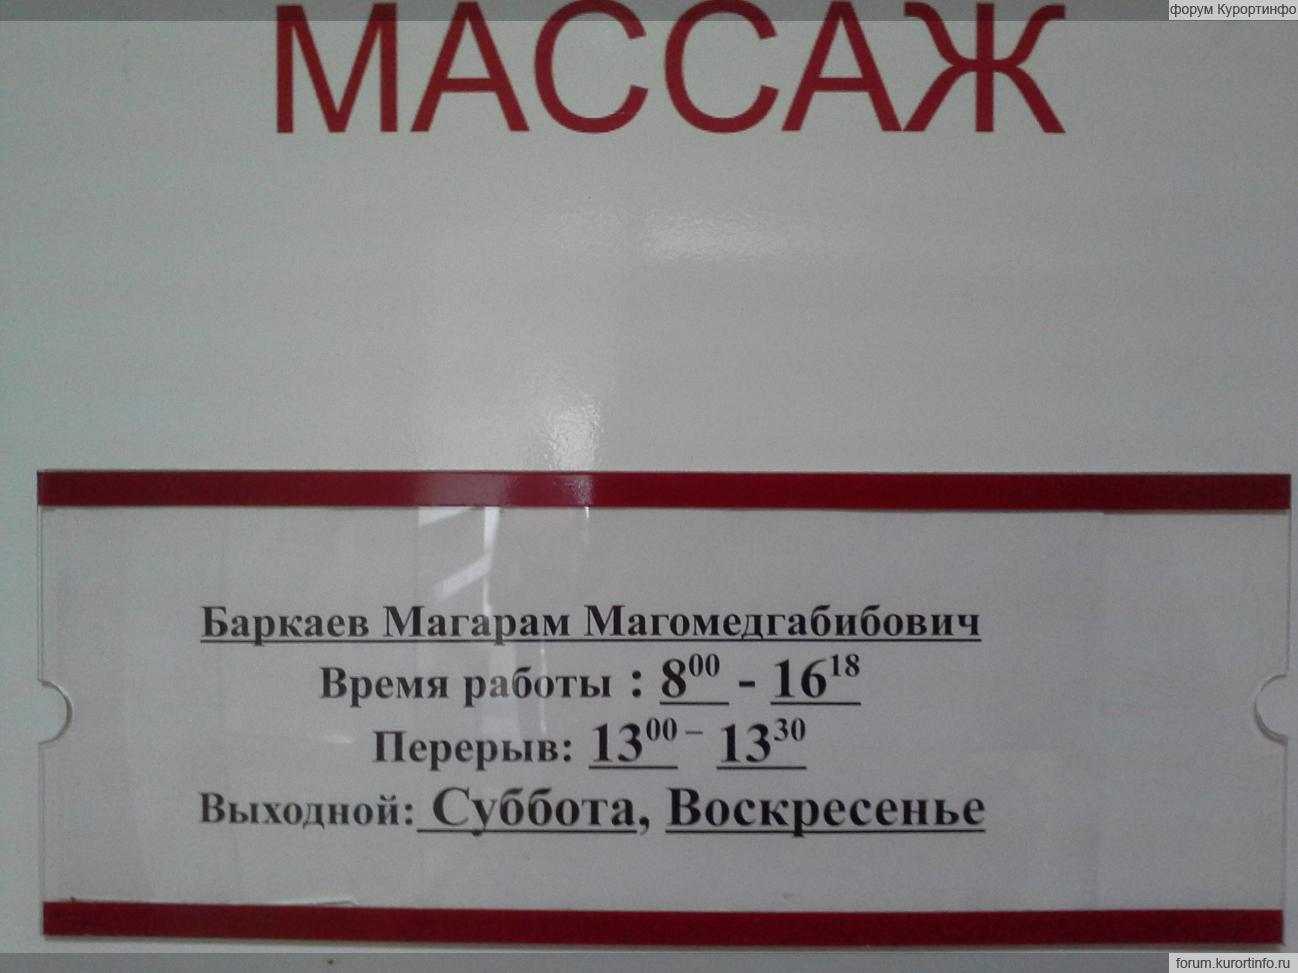 форум Курортинфо
МАССАЖ
Баркаев Магарам Магомедгабибович
Время работы : 8⁰⁰ - 16¹⁸
Перерыв: 13⁰⁰ – 13³⁰
Выходной: Суббота, Воскресенье
forum.kurortinfo.ru